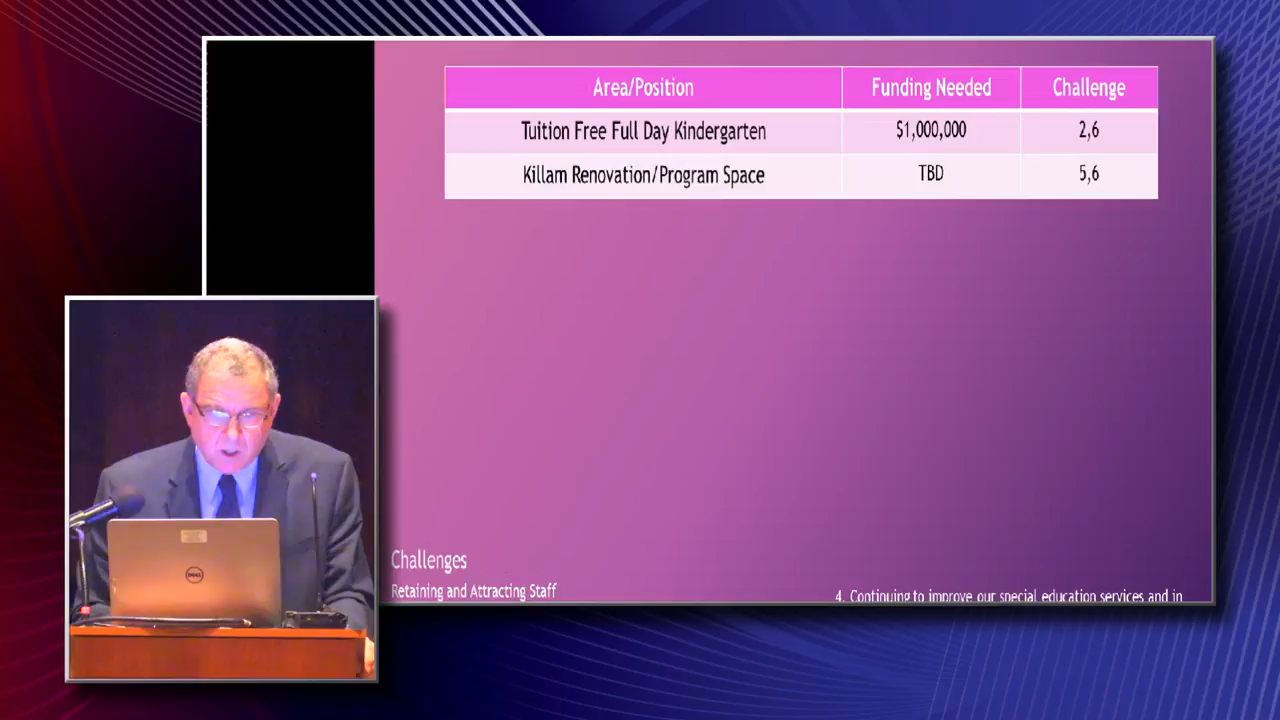 Area/Position Funding Needed Challenge
Tuition Free Full Day Kindergarten $1,000,000 2,6
Killam Renovation/Program Space TBD 5,6
Challenges
Retaining and Attracting Staff
4. Continuing to improve our special education services and in
DELL